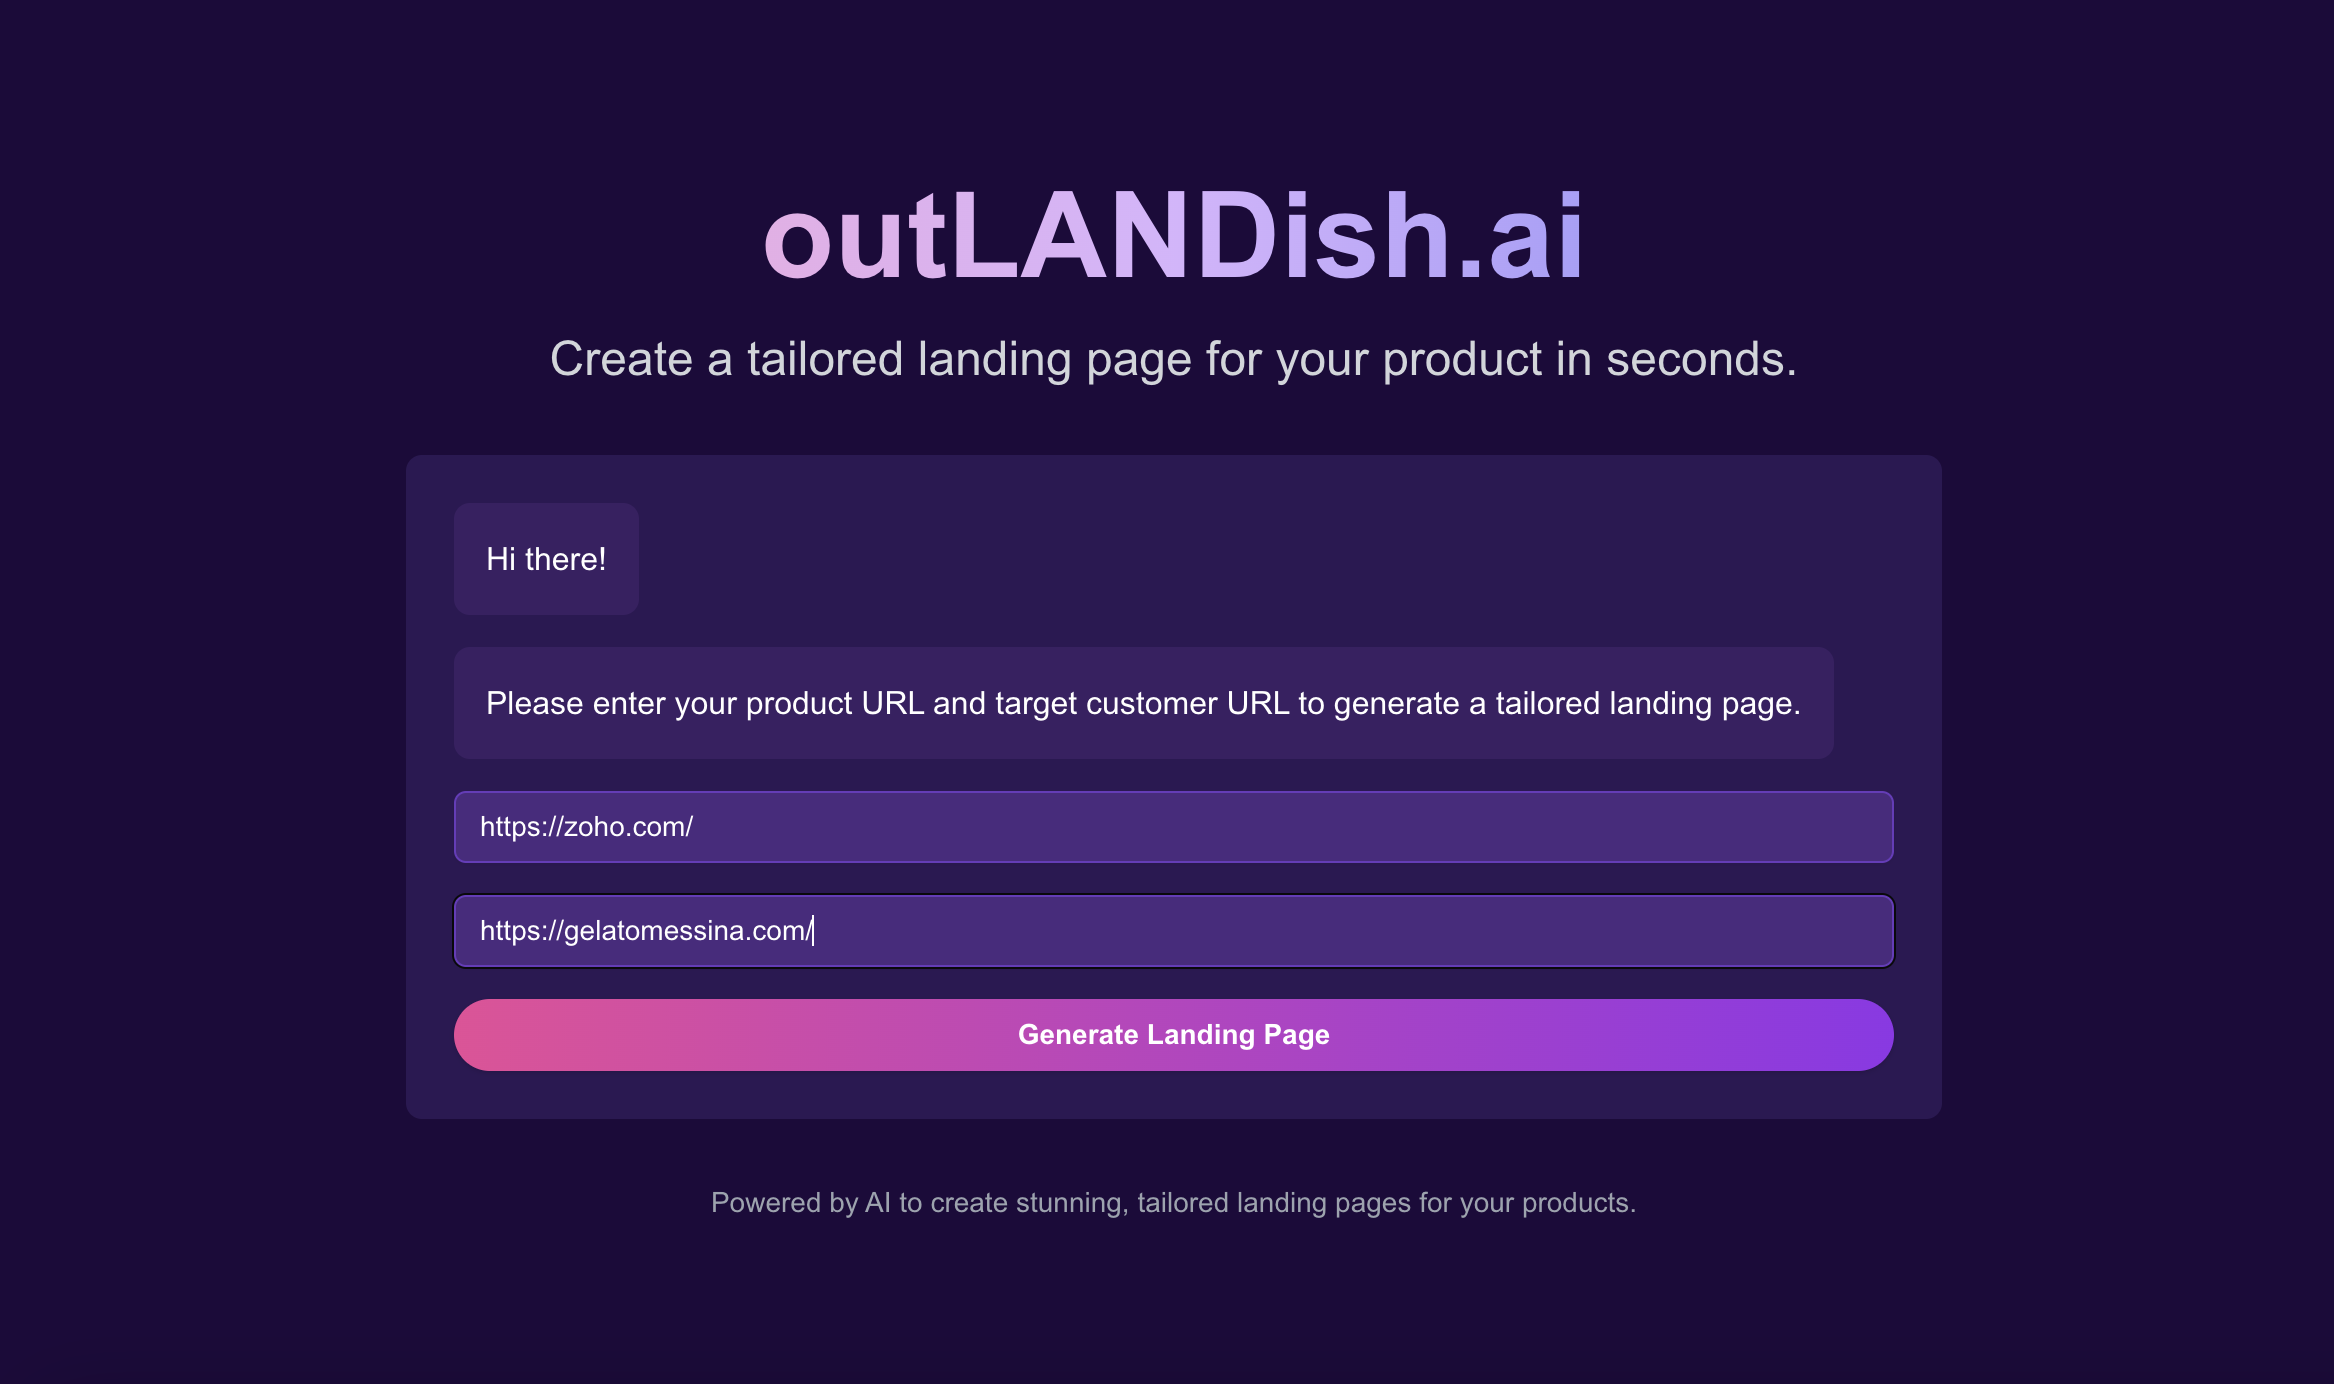 outLANDish.ai
Create a tailored landing page for your product in seconds.
Hi there!
Please enter your product URL and target customer URL to generate a tailored landing page.
https://zoho.com/
https://gelatomessina.com/
Generate Landing Page
Powered by AI to create stunning, tailored landing pages for your products.